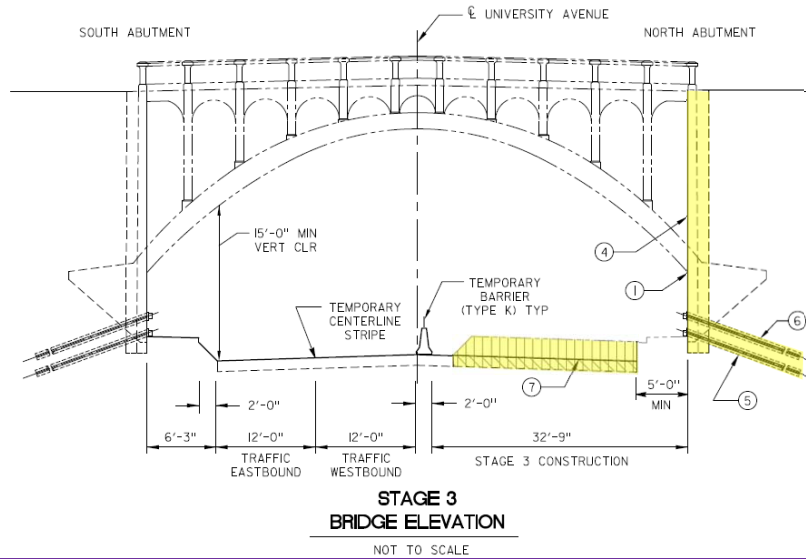 ℄ UNIVERSITY AVENUE
SOUTH ABUTMENT
NORTH ABUTMENT
15'-0" MIN
VERT CLR
4
1
TEMPORARY
BARRIER
(TYPE K) TYP
TEMPORARY
CENTERLINE
STRIPE
6
7
5
5'-0"
MIN
2'-0"
2'-0"
6'-3"
12'-0"
12'-0"
32'-9"
TRAFFIC
EASTBOUND
TRAFFIC
WESTBOUND
STAGE 3 CONSTRUCTION
STAGE 3
BRIDGE ELEVATION
NOT TO SCALE